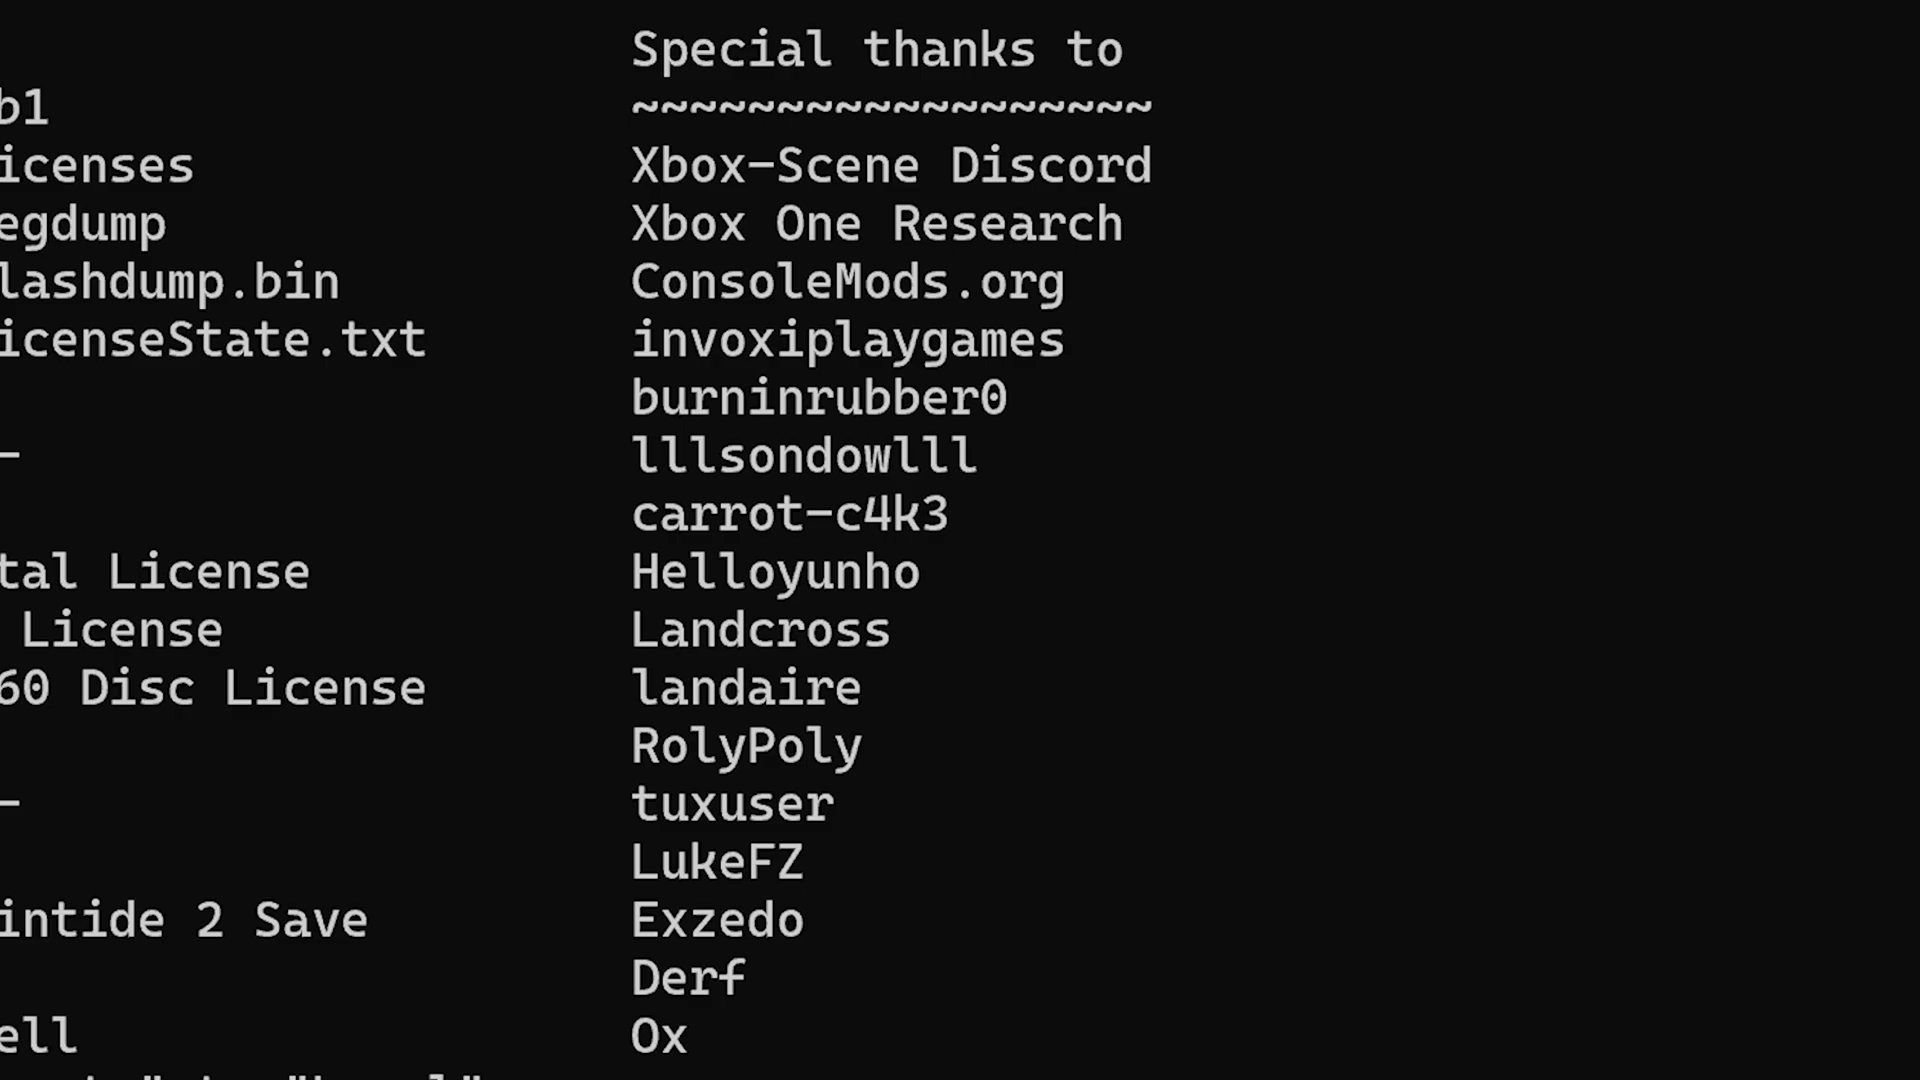 Special thanks to
~~~~~~~~~~~~~~~~~~
b1
Xbox-Scene Discord
icenses
Xbox One Research
egdump
ConsoleMods.org
lashdump.bin
invoxiplaygames
icenseState.txt
burninrubber0
lllsondowlll
-
carrot-c4k3
Helloyunho
tal License
Landcross
License
landaire
60 Disc License
RolyPoly
tuxuser
-
LukeFZ
Exzedo
intide 2 Save
Derf
Ox
ell